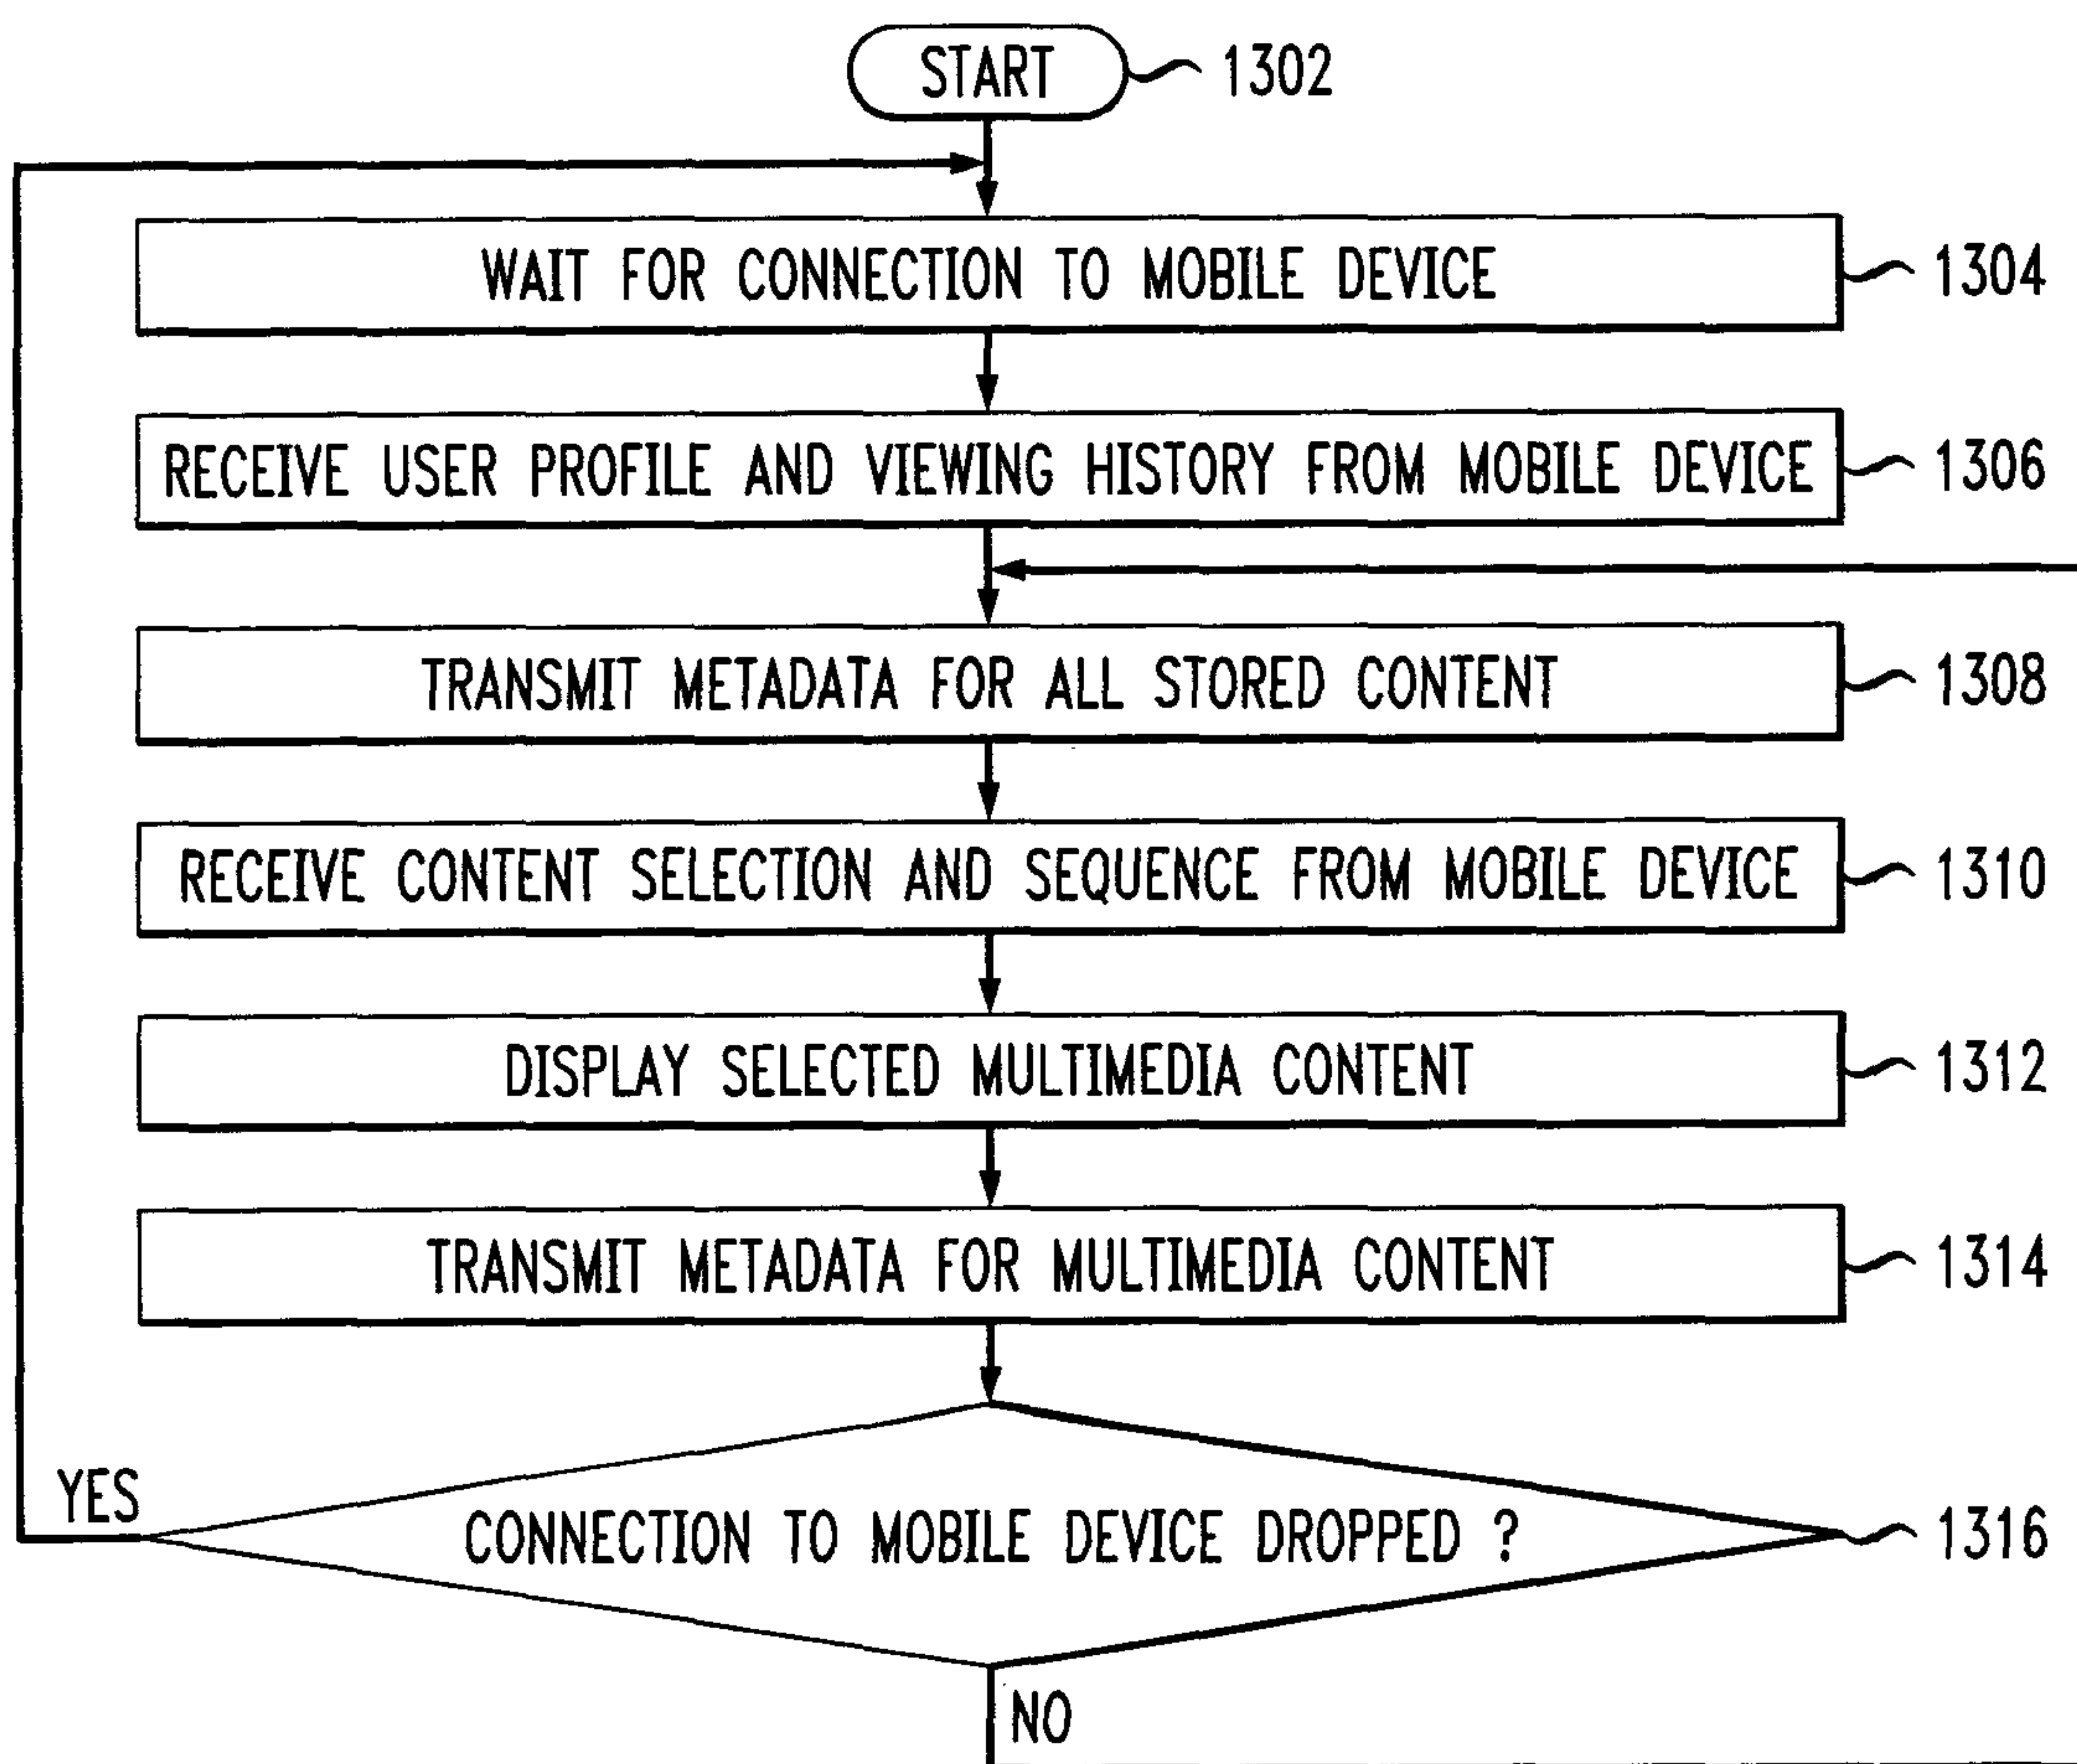 START 1302
WAIT FOR CONNECTION TO MOBILE DEVICE 1304
RECEIVE USER PROFILE AND VIEWING HISTORY FROM MOBILE DEVICE 1306
TRANSMIT METADATA FOR ALL STORED CONTENT 1308
RECEIVE CONTENT SELECTION AND SEQUENCE FROM MOBILE DEVICE 1310
DISPLAY SELECTED MULTIMEDIA CONTENT 1312
TRANSMIT METADATA FOR MULTIMEDIA CONTENT 1314
YES
CONNECTION TO MOBILE DEVICE DROPPED ? 1316
NO